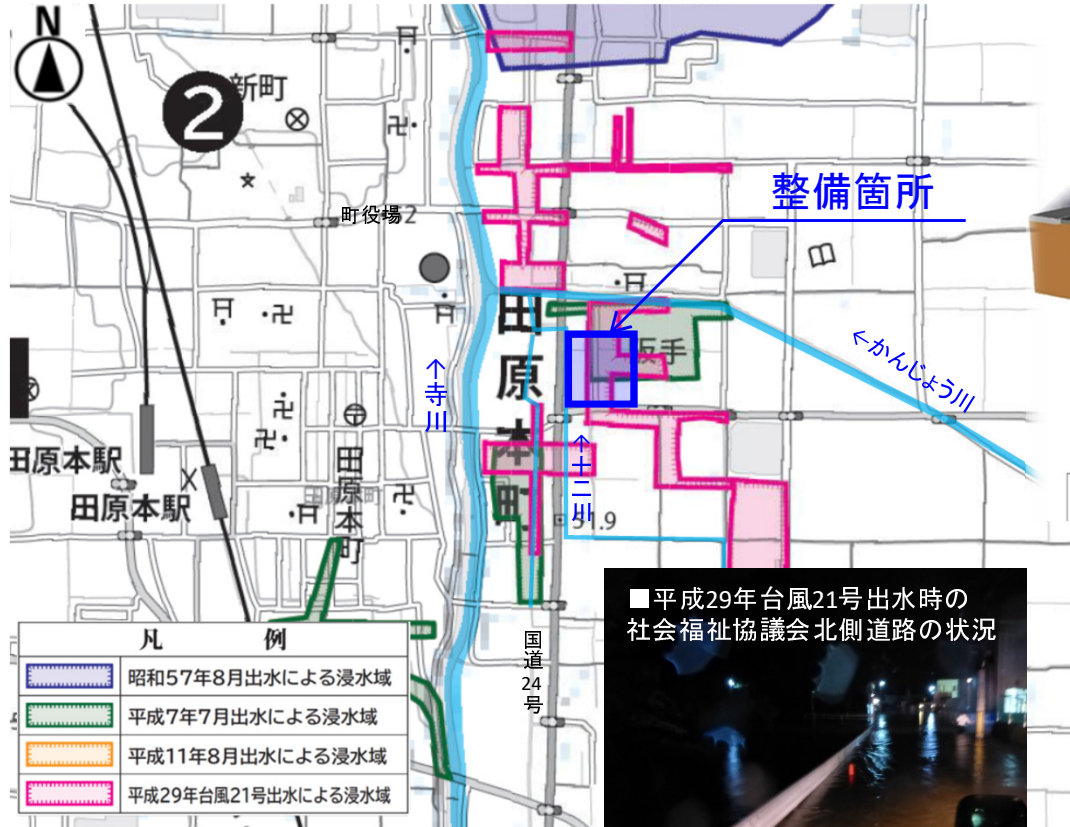 N
新町
2
町役場
整備箇所
田原本町
阪手
←かんじょう川
↑寺川
↑十二川
田原本駅
田原本駅
田原本町
51.9
国道24号
■平成29年台風21号出水時の
社会福祉協議会北側道路の状況
凡 例
昭和57年8月出水による浸水域
平成7年7月出水による浸水域
平成11年8月出水による浸水域
平成29年台風21号出水による浸水域